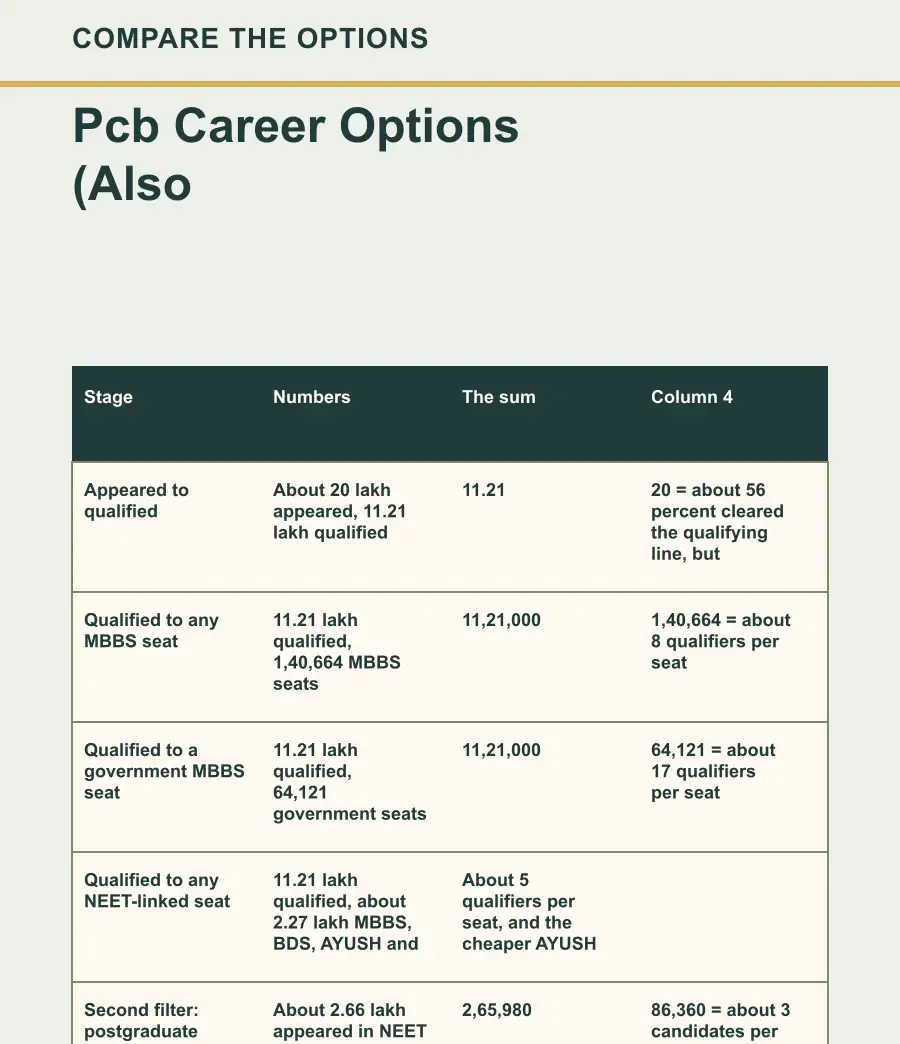 COMPARE THE OPTIONS
Pcb Career Options
(Also
Stage
Numbers
The sum
Column 4
Appeared to
qualified
About 20 lakh
appeared, 11.21
lakh qualified
11.21
20 = about 56
percent cleared
the qualifying
line, but
Qualified to any
MBBS seat
11.21 lakh
qualified,
1,40,664 MBBS
seats
11,21,000
1,40,664 = about
8 qualifiers per
seat
Qualified to a
government MBBS
seat
11.21 lakh
qualified,
64,121
government seats
11,21,000
64,121 = about
17 qualifiers
per seat
Qualified to any
NEET-linked seat
11.21 lakh
qualified, about
2.27 lakh MBBS,
BDS, AYUSH and
About 5
qualifiers per
seat, and the
cheaper AYUSH
Second filter:
postgraduate
About 2.66 lakh
appeared in NEET
2,65,980
86,360 = about 3
candidates per